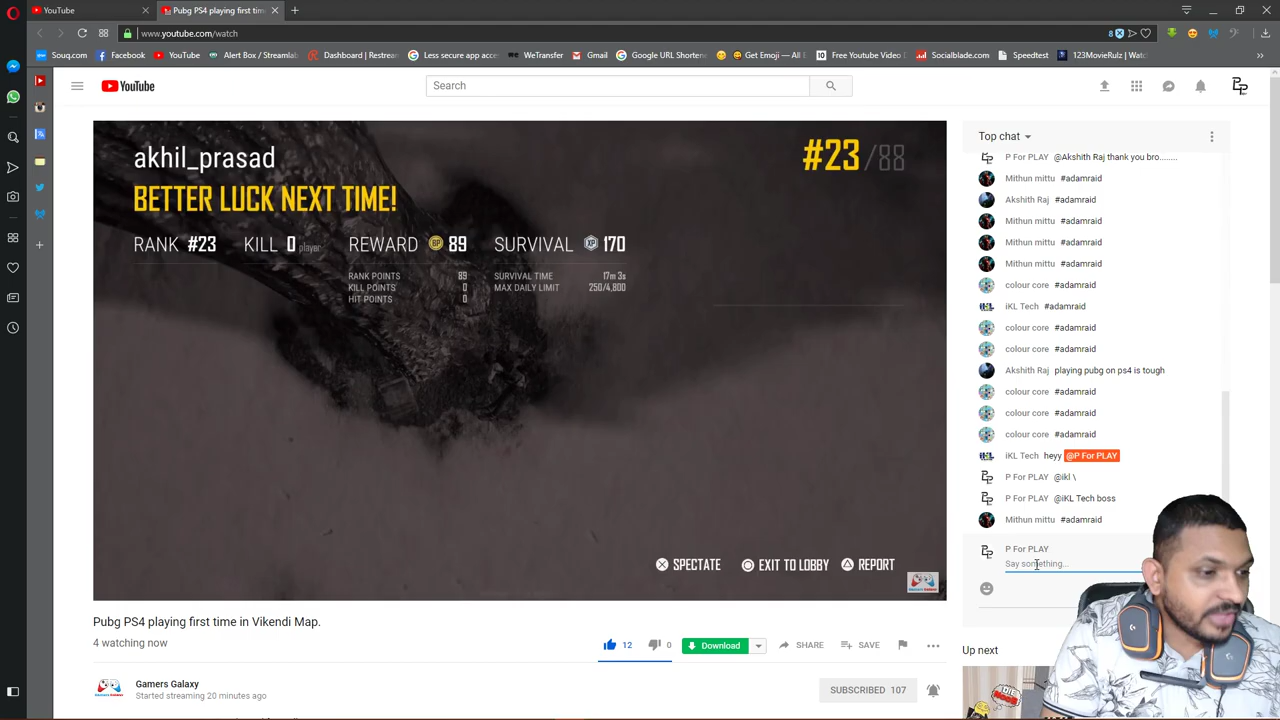 YouTube
Pubg PS4 playing first tim
www.youtube.com/watch
8
Souq.com
Facebook
YouTube
Alert Box / Streamlab
Dashboard | Restrean
Less secure app acces
WeTransfer
Gmail
Google URL Shortene
Get Emoji — All E
Free Youtube Video D
Socialblade.com
Speedtest
123MovieRulz | Watc
YouTube
Search
akhil_prasad
#23/88
BETTER LUCK NEXT TIME!
RANK #23 KILL 0 player REWARD BP 89 SURVIVAL XP 170
RANK POINTS 89
KILL POINTS 0
HIT POINTS 0
SURVIVAL TIME 17m 3s
MAX DAILY LIMIT 250/4,800
SPECTATE EXIT TO LOBBY REPORT
Pubg PS4 playing first time in Vikendi Map.
4 watching now
12 0 Download SHARE SAVE
Gamers Galaxy
Started streaming 20 minutes ago
SUBSCRIBED 107
Top chat
P For PLAY @Akshith Raj thank you bro........
Mithun mittu #adamraid
Akshith Raj #adamraid
Mithun mittu #adamraid
Mithun mittu #adamraid
Mithun mittu #adamraid
colour core #adamraid
iKL Tech #adamraid
colour core #adamraid
colour core #adamraid
Akshith Raj playing pubg on ps4 is tough
colour core #adamraid
colour core #adamraid
colour core #adamraid
iKL Tech heyy @P For PLAY
P For PLAY @ikl \
P For PLAY @iKL Tech boss
Mithun mittu #adamraid
P For PLAY
Say something...
Up next